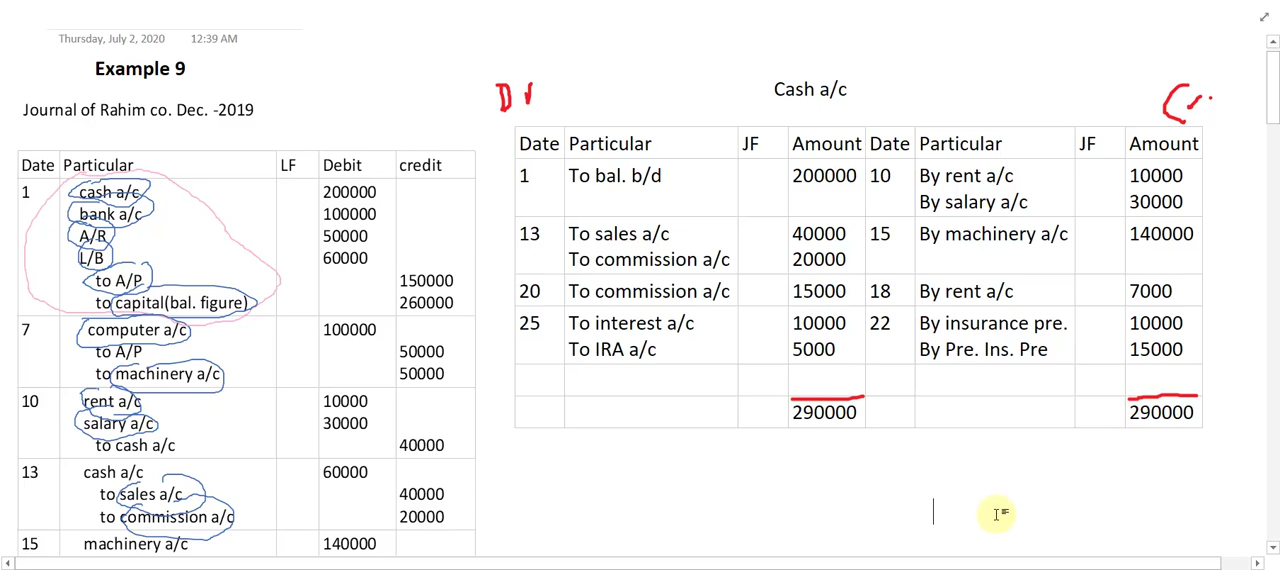 Thursday, July 2, 2020 12:39 AM
Example 9
Journal of Rahim co. Dec. -2019
Date Particular LF Debit credit
1 cash a/c 200000
bank a/c 100000
A/R 50000
L/B 60000
to A/P 150000
to capital(bal. figure) 260000
7 computer a/c 100000
to A/P 50000
to machinery a/c 50000
10 rent a/c 10000
salary a/c 30000
to cash a/c 40000
13 cash a/c 60000
to sales a/c 40000
to commission a/c 20000
15 machinery a/c 140000
Cash a/c
Dr Cr.
Date Particular JF Amount Date Particular JF Amount
1 To bal. b/d 200000 10 By rent a/c 10000
By salary a/c 30000
13 To sales a/c 40000 15 By machinery a/c 140000
To commission a/c 20000
20 To commission a/c 15000 18 By rent a/c 7000
25 To interest a/c 10000 22 By insurance pre. 10000
To IRA a/c 5000 By Pre. Ins. Pre 15000
290000 290000